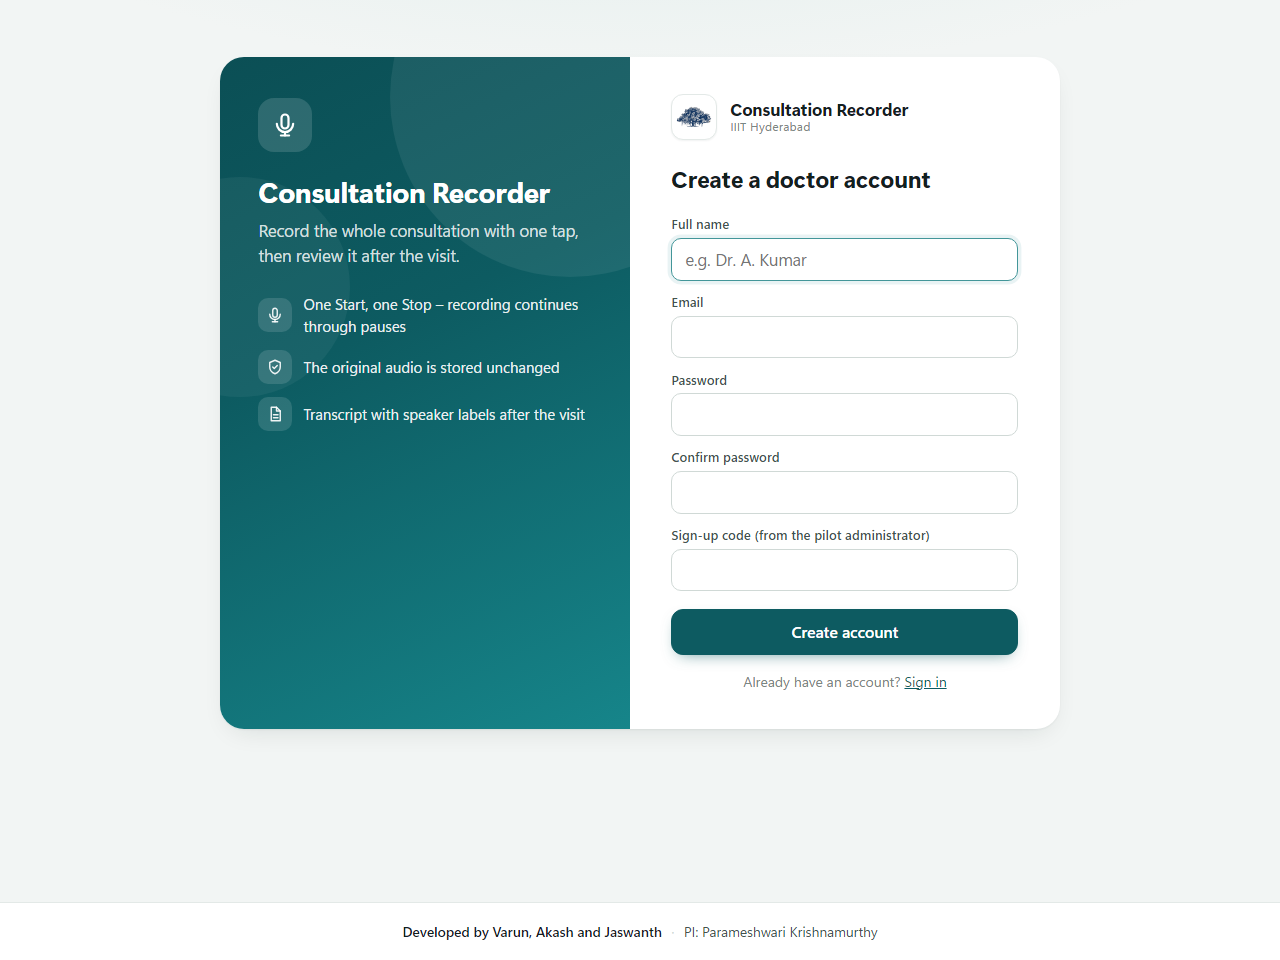 Consultation Recorder
Record the whole consultation with one tap,
then review it after the visit.
One Start, one Stop – recording continues
through pauses
The original audio is stored unchanged
Transcript with speaker labels after the visit
Consultation Recorder
IIIT Hyderabad
Create a doctor account
Full name
e.g. Dr. A. Kumar
Email
Password
Confirm password
Sign-up code (from the pilot administrator)
Create account
Already have an account? Sign in
Developed by Varun, Akash and Jaswanth · PI: Parameshwari Krishnamurthy